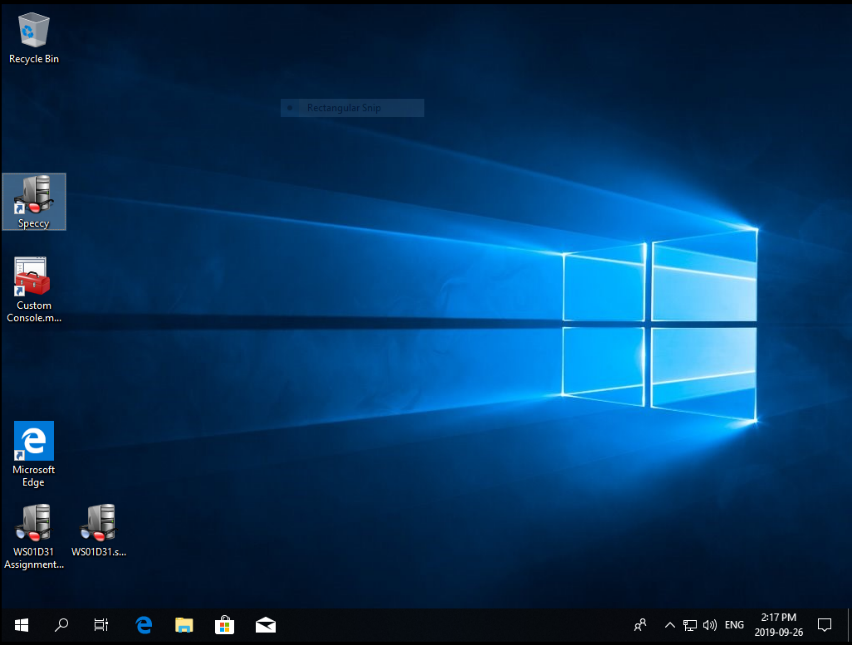 Recycle Bin
Rectangular Snip
Speccy
Custom
Console.m...
Microsoft
Edge
WS01D31
Assignment...
WS01D31.s...
ENG
2:17 PM
2019-09-26